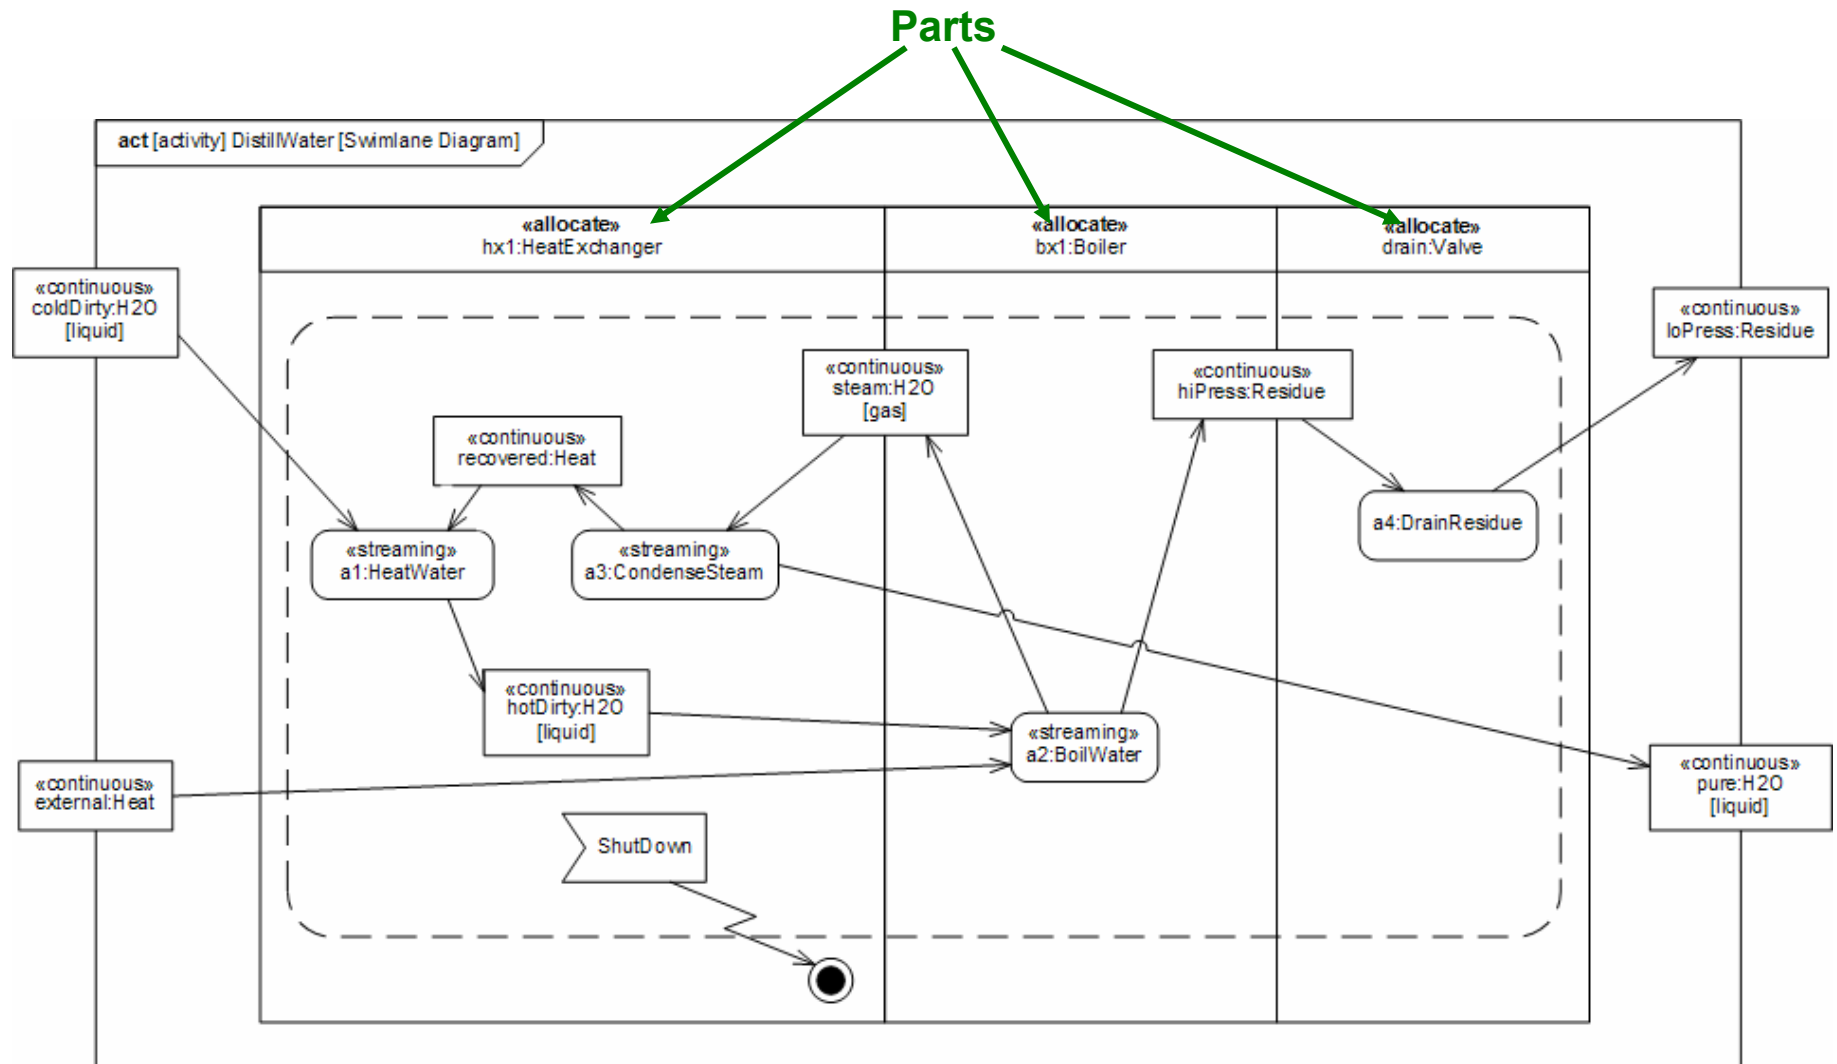 Parts
act [activity] DistillWater [Swimlane Diagram]
«allocate»
hx1:HeatExchanger
«allocate»
bx1:Boiler
«allocate»
drain:Valve
«continuous»
coldDirty:H2O
[liquid]
«continuous»
loPress:Residue
«continuous»
steam:H2O
[gas]
«continuous»
hiPress:Residue
«continuous»
recovered:Heat
«streaming»
a1:HeatWater
«streaming»
a3:CondenseSteam
a4:DrainResidue
«continuous»
hotDirty:H2O
[liquid]
«streaming»
a2:BoilWater
«continuous»
external:Heat
«continuous»
pure:H2O
[liquid]
ShutDown